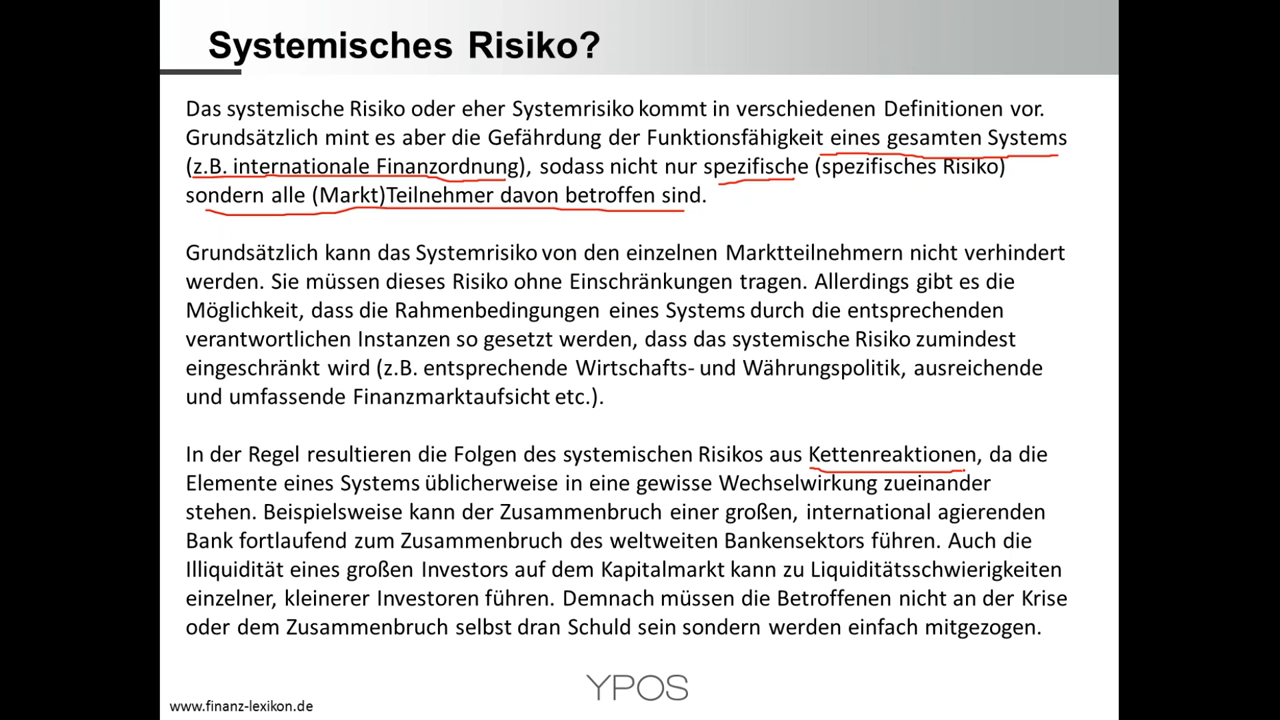 Systemisches Risiko?
Das systemische Risiko oder eher Systemrisiko kommt in verschiedenen Definitionen vor.
Grundsätzlich mint es aber die Gefährdung der Funktionsfähigkeit eines gesamten Systems
(z.B. internationale Finanzordnung), sodass nicht nur spezifische (spezifisches Risiko)
sondern alle (Markt)Teilnehmer davon betroffen sind.
Grundsätzlich kann das Systemrisiko von den einzelnen Marktteilnehmern nicht verhindert
werden. Sie müssen dieses Risiko ohne Einschränkungen tragen. Allerdings gibt es die
Möglichkeit, dass die Rahmenbedingungen eines Systems durch die entsprechenden
verantwortlichen Instanzen so gesetzt werden, dass das systemische Risiko zumindest
eingeschränkt wird (z.B. entsprechende Wirtschafts- und Währungspolitik, ausreichende
und umfassende Finanzmarktaufsicht etc.).
In der Regel resultieren die Folgen des systemischen Risikos aus Kettenreaktionen, da die
Elemente eines Systems üblicherweise in eine gewisse Wechselwirkung zueinander
stehen. Beispielsweise kann der Zusammenbruch einer großen, international agierenden
Bank fortlaufend zum Zusammenbruch des weltweiten Bankensektors führen. Auch die
Illiquidität eines großen Investors auf dem Kapitalmarkt kann zu Liquiditätsschwierigkeiten
einzelner, kleinerer Investoren führen. Demnach müssen die Betroffenen nicht an der Krise
oder dem Zusammenbruch selbst dran Schuld sein sondern werden einfach mitgezogen.
YPOS
www.finanz-lexikon.de